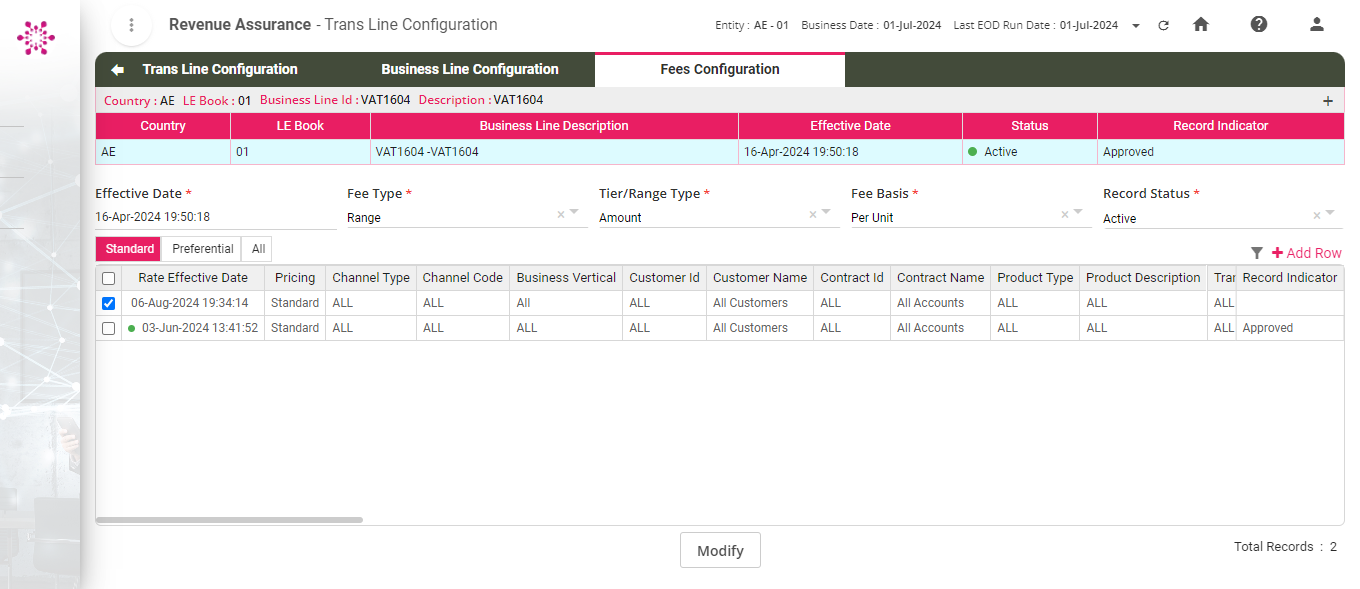 Revenue Assurance - Trans Line Configuration
Entity : AE - 01 Business Date : 01-Jul-2024 Last EOD Run Date : 01-Jul-2024
Trans Line Configuration Business Line Configuration Fees Configuration
Country : AE LE Book : 01 Business Line Id : VAT1604 Description : VAT1604 +
Country LE Book Business Line Description Effective Date Status Record Indicator
AE 01 VAT1604 -VAT1604 16-Apr-2024 19:50:18 Active Approved
Effective Date * Fee Type * Tier/Range Type * Fee Basis * Record Status *
16-Apr-2024 19:50:18 Range Amount Per Unit Active
Standard Preferential All
+ Add Row
Rate Effective Date Pricing Channel Type Channel Code Business Vertical Customer Id Customer Name Contract Id Contract Name Product Type Product Description Trar Record Indicator
06-Aug-2024 19:34:14 Standard ALL ALL All ALL All Customers ALL All Accounts ALL ALL ALL
03-Jun-2024 13:41:52 Standard ALL ALL ALL ALL All Customers ALL All Accounts ALL ALL ALL Approved
Modify
Total Records : 2